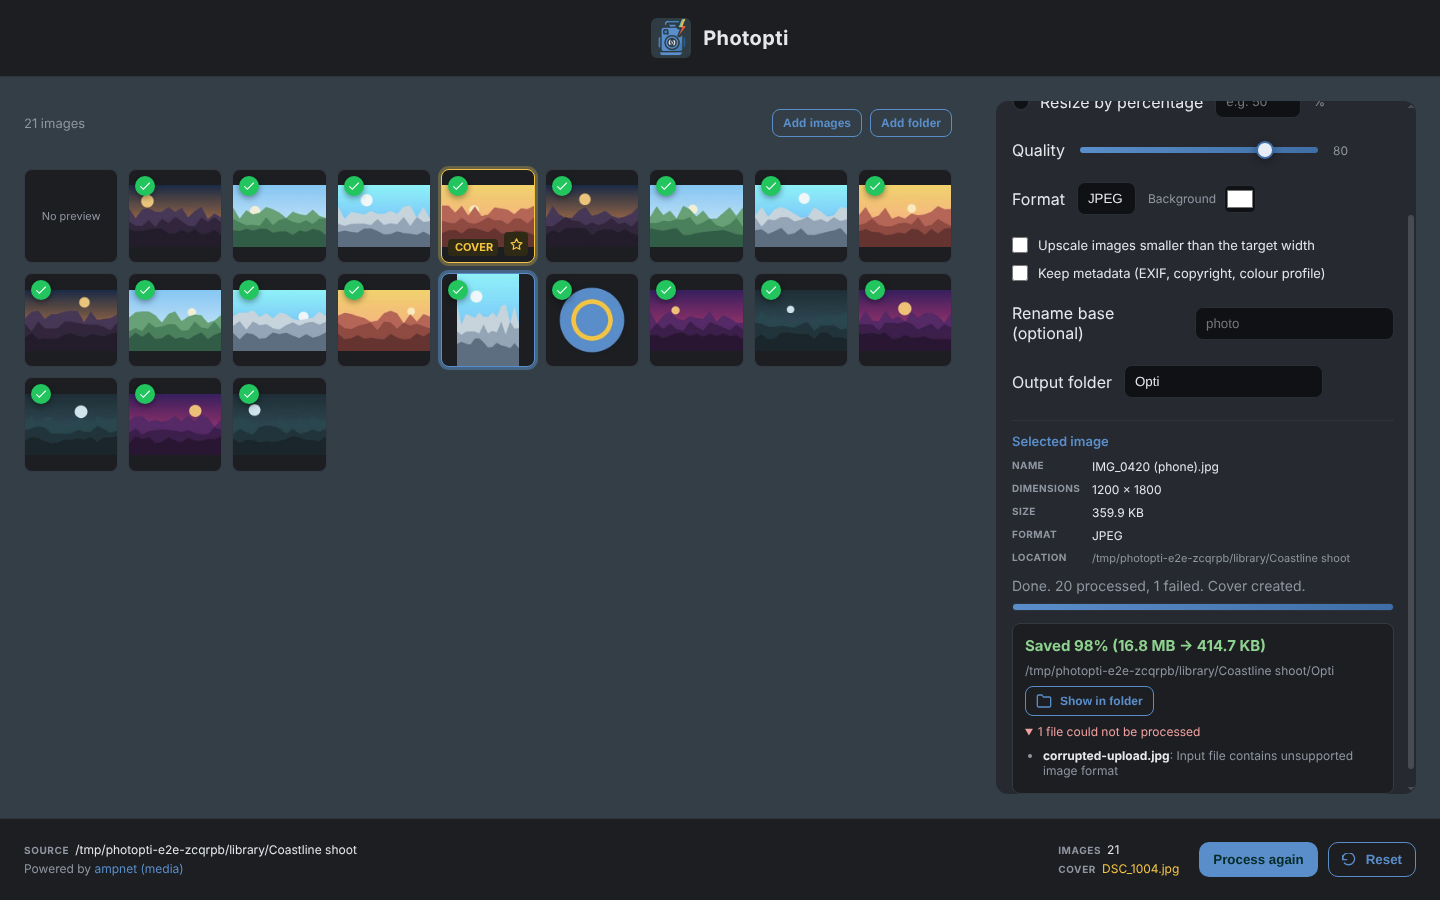 Photopti
21 images
Add images
Add folder
No preview
COVER
Resize by percentage e.g. 50 %
Quality 80
Format JPEG Background
Upscale images smaller than the target width
Keep metadata (EXIF, copyright, colour profile)
Rename base
(optional)
photo
Output folder Opti
Selected image
NAME IMG_0420 (phone).jpg
DIMENSIONS 1200 × 1800
SIZE 359.9 KB
FORMAT JPEG
LOCATION /tmp/photopti-e2e-zcqrpb/library/Coastline shoot
Done. 20 processed, 1 failed. Cover created.
Saved 98% (16.8 MB → 414.7 KB)
/tmp/photopti-e2e-zcqrpb/library/Coastline shoot/Opti
Show in folder
1 file could not be processed
corrupted-upload.jpg: Input file contains unsupported
image format
SOURCE /tmp/photopti-e2e-zcqrpb/library/Coastline shoot
Powered by ampnet (media)
IMAGES 21
COVER DSC_1004.jpg
Process again
Reset